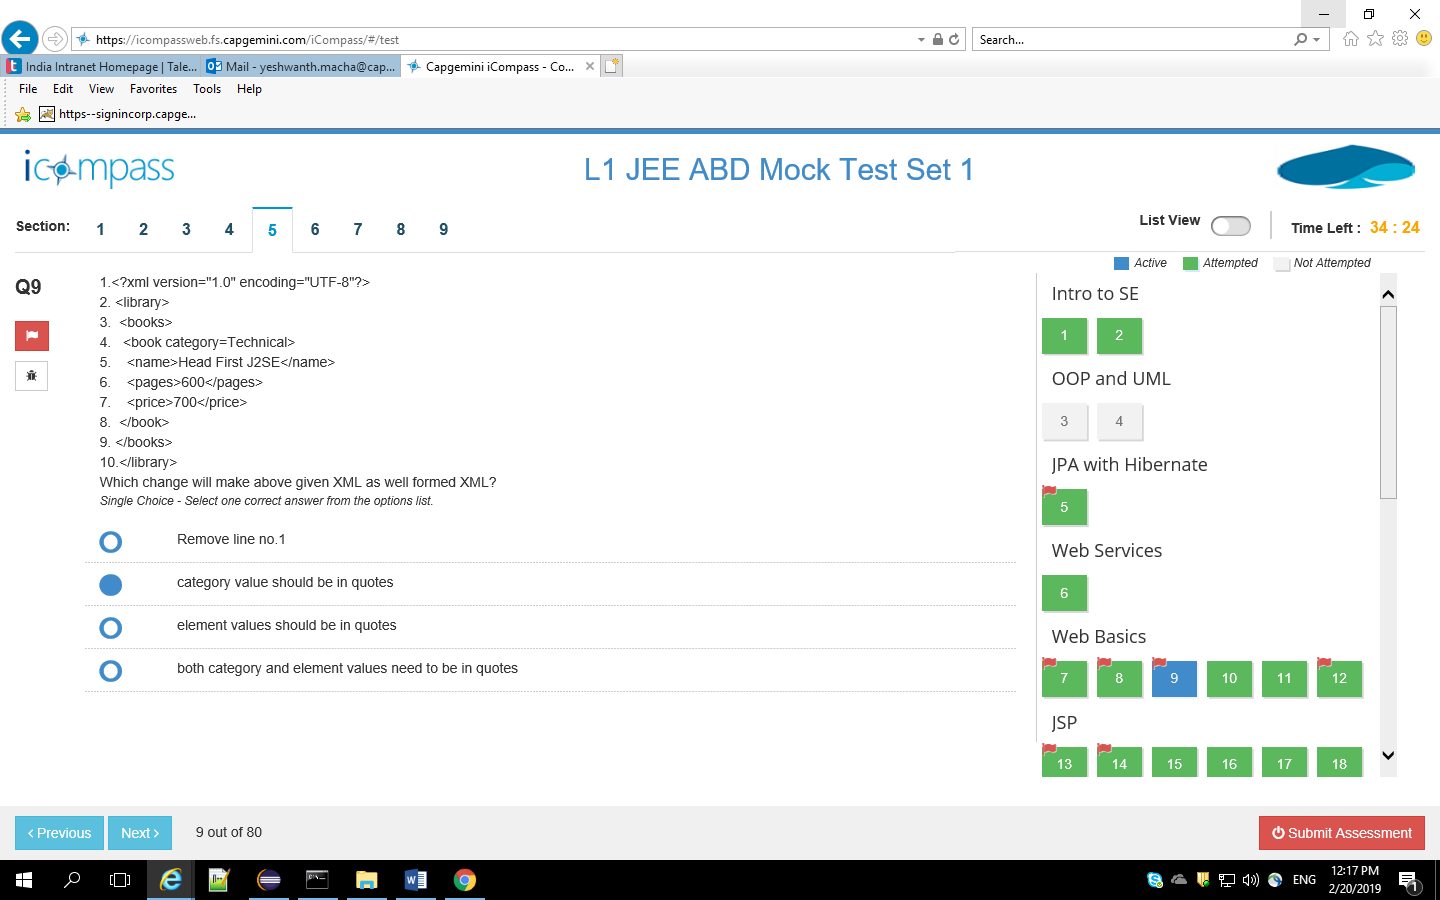 https://icompassweb.fs.capgemini.com/iCompass/#/test
Search...
India Intranet Homepage | Tale...
Mail - yeshwanth.macha@cap...
Capgemini iCompass - Co...
File Edit View Favorites Tools Help
https--signincorp.capge...
icompass
L1 JEE ABD Mock Test Set 1
Section: 1 2 3 4 5 6 7 8 9
List View
Time Left : 34 : 24
Active Attempted Not Attempted
Q9
1.<?xml version="1.0" encoding="UTF-8"?>
2. <library>
3. <books>
4. <book category=Technical>
5. <name>Head First J2SE</name>
6. <pages>600</pages>
7. <price>700</price>
8. </book>
9. </books>
10.</library>
Which change will make above given XML as well formed XML?
Single Choice - Select one correct answer from the options list.
Remove line no.1
category value should be in quotes
element values should be in quotes
both category and element values need to be in quotes
Intro to SE
1 2
OOP and UML
3 4
JPA with Hibernate
5
Web Services
6
Web Basics
7 8 9 10 11 12
JSP
13 14 15 16 17 18
Previous
Next
9 out of 80
Submit Assessment
ENG
12:17 PM
2/20/2019
1